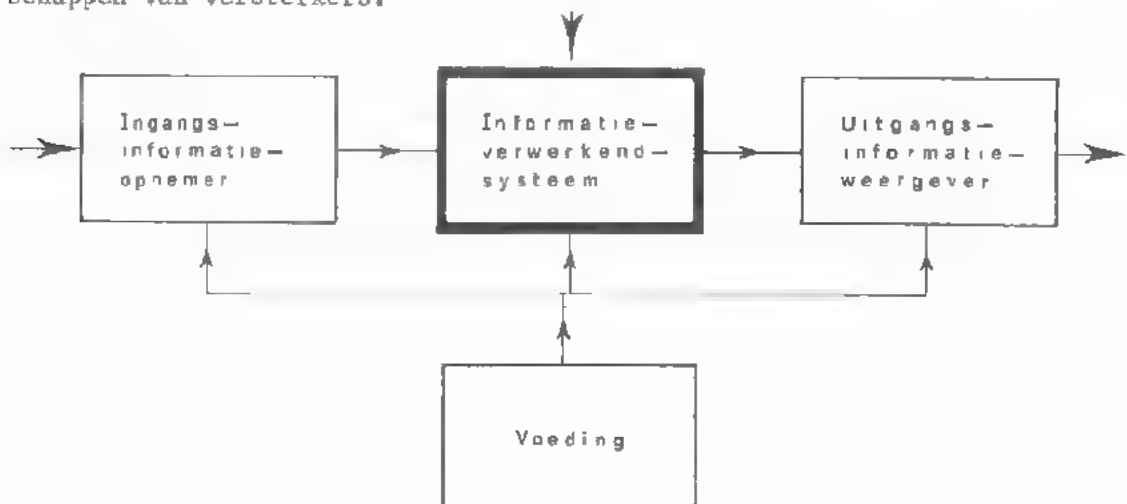 schappen van versterkers.
Ingangs—
informatie—
opnemer
Informatie—
verwerkend—
systeem
Uitgangs—
informatie—
weergever
Voeding